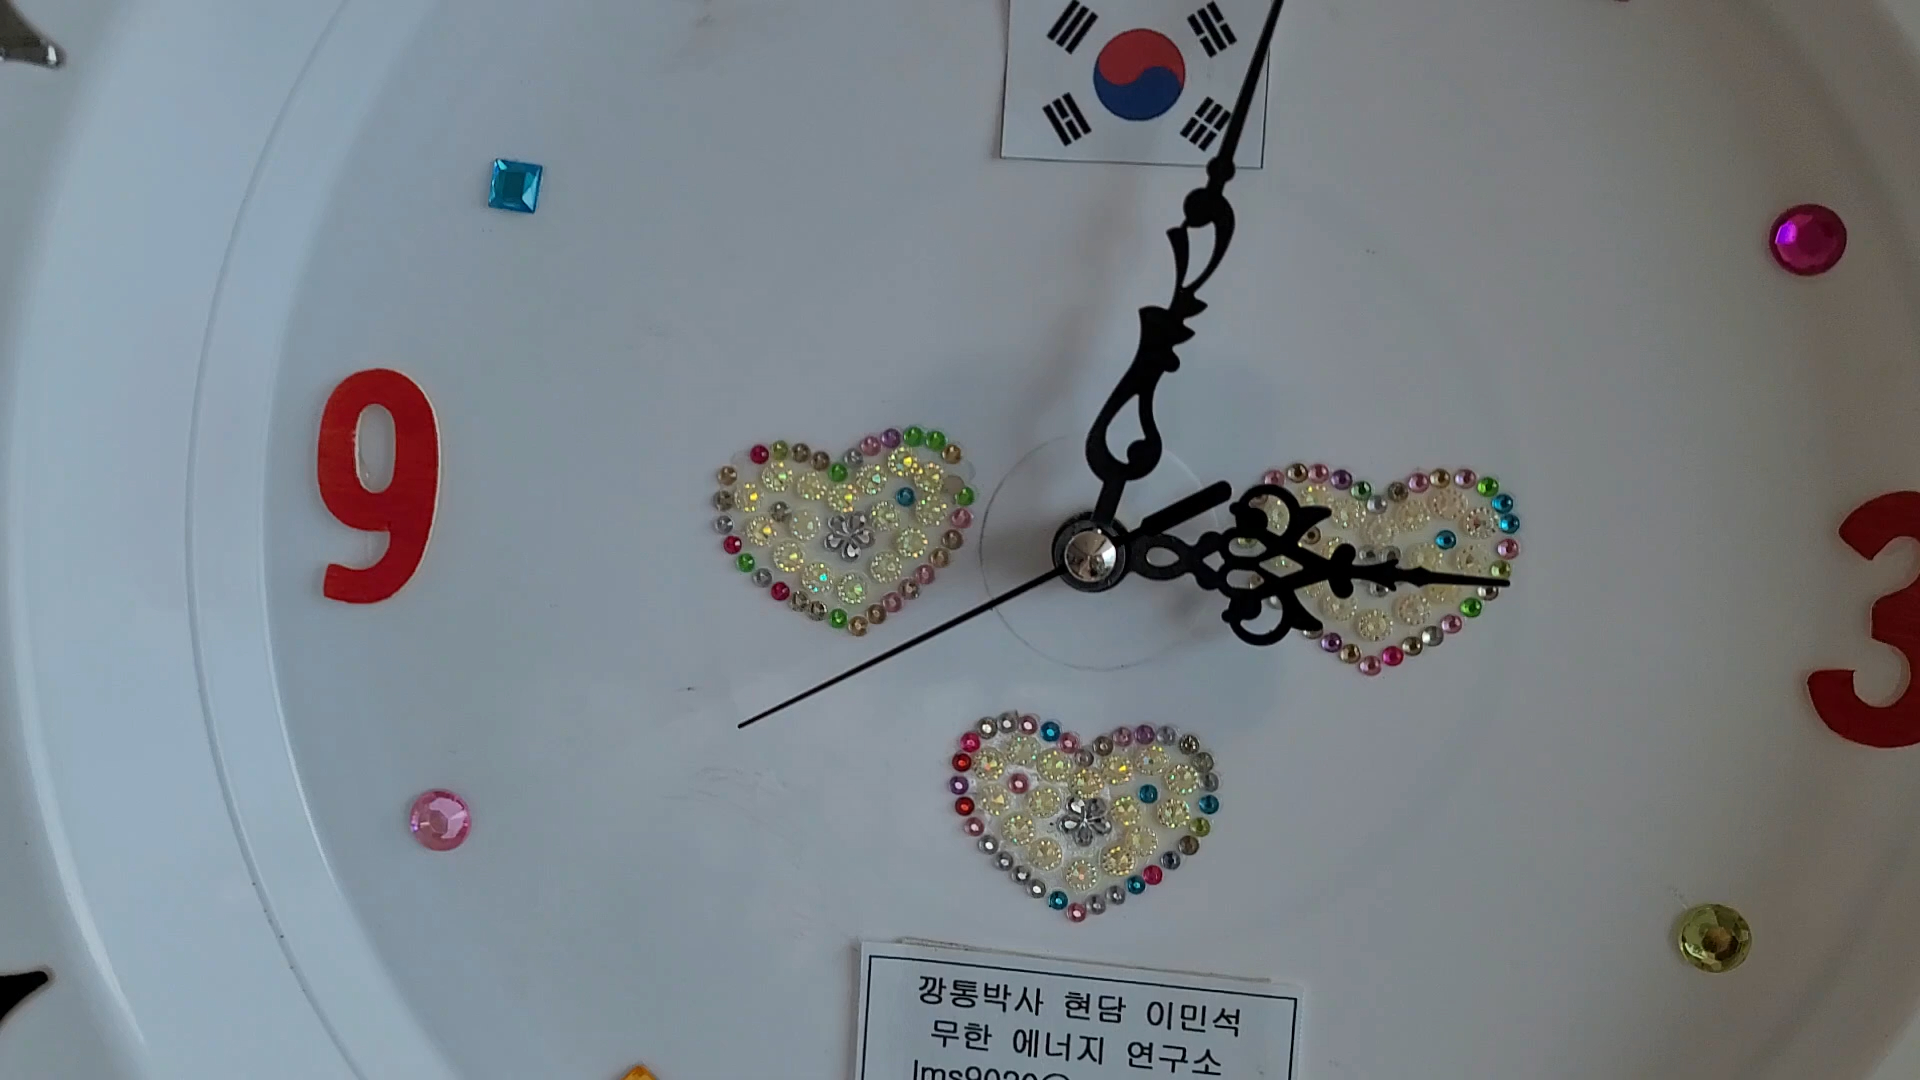 9
3
깡통박사 현담 이민석
무한 에너지 연구소
lms9020@